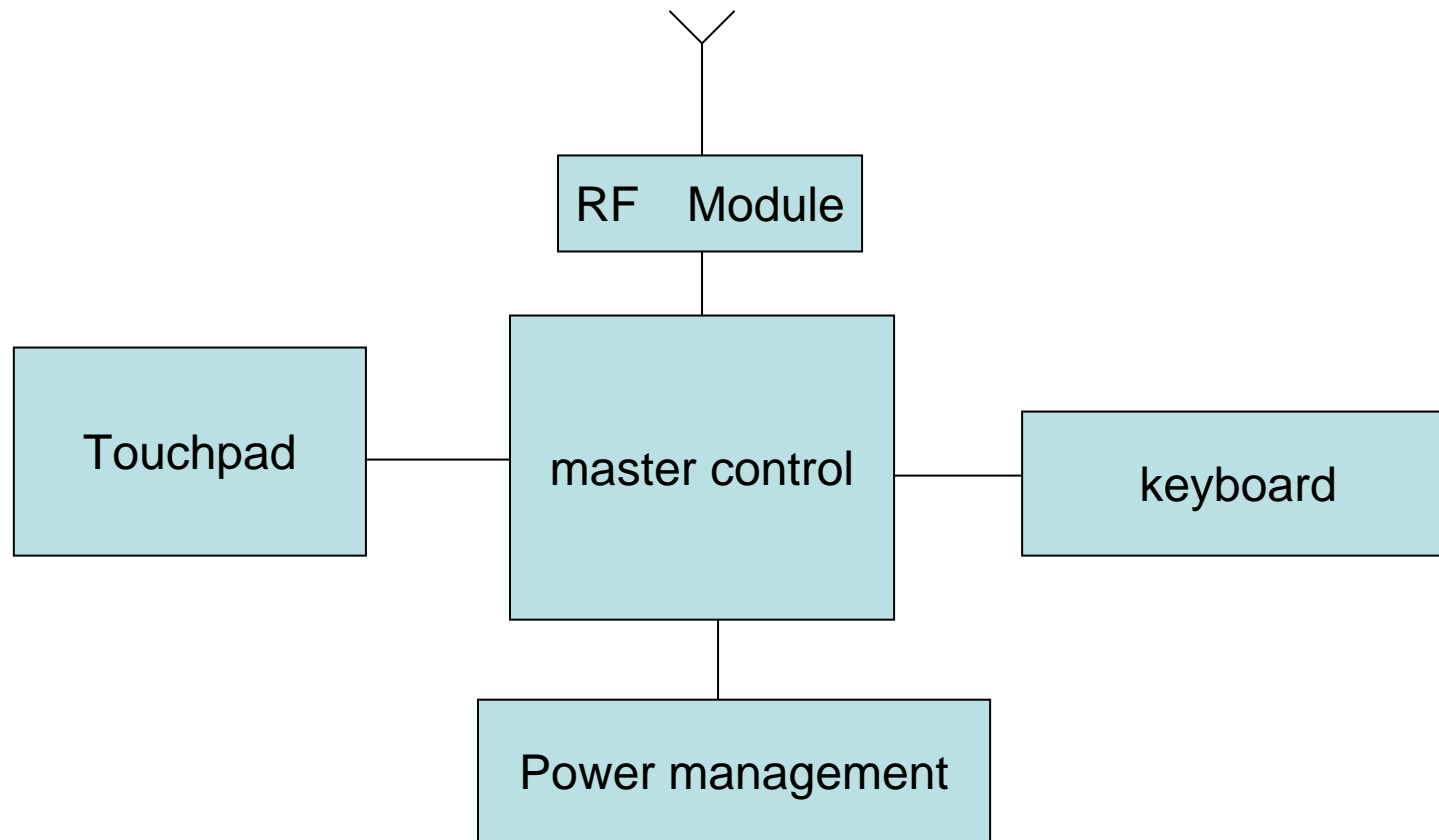 RF Module
Touchpad
master control
keyboard
Power management